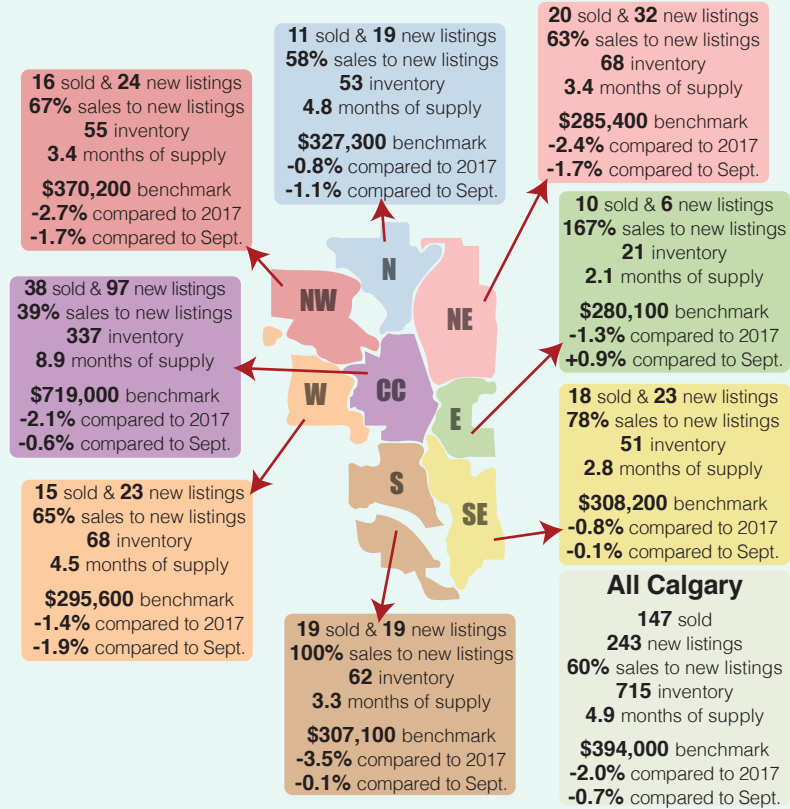 11 sold & 19 new listings
58% sales to new listings
53 inventory
4.8 months of supply
$327,300 benchmark
-0.8% compared to 2017
-1.1% compared to Sept.
20 sold & 32 new listings
63% sales to new listings
68 inventory
3.4 months of supply
$285,400 benchmark
-2.4% compared to 2017
-1.7% compared to Sept.
16 sold & 24 new listings
67% sales to new listings
55 inventory
3.4 months of supply
$370,200 benchmark
-2.7% compared to 2017
-1.7% compared to Sept.
10 sold & 6 new listings
167% sales to new listings
21 inventory
2.1 months of supply
$280,100 benchmark
-1.3% compared to 2017
+0.9% compared to Sept.
N
NW
NE
38 sold & 97 new listings
39% sales to new listings
337 inventory
8.9 months of supply
$719,000 benchmark
-2.1% compared to 2017
-0.6% compared to Sept.
W
CC
E
18 sold & 23 new listings
78% sales to new listings
51 inventory
2.8 months of supply
$308,200 benchmark
-0.8% compared to 2017
-0.1% compared to Sept.
S
SE
15 sold & 23 new listings
65% sales to new listings
68 inventory
4.5 months of supply
$295,600 benchmark
-1.4% compared to 2017
-1.9% compared to Sept.
19 sold & 19 new listings
100% sales to new listings
62 inventory
3.3 months of supply
$307,100 benchmark
-3.5% compared to 2017
-0.1% compared to Sept.
All Calgary
147 sold
243 new listings
60% sales to new listings
715 inventory
4.9 months of supply
$394,000 benchmark
-2.0% compared to 2017
-0.7% compared to Sept.